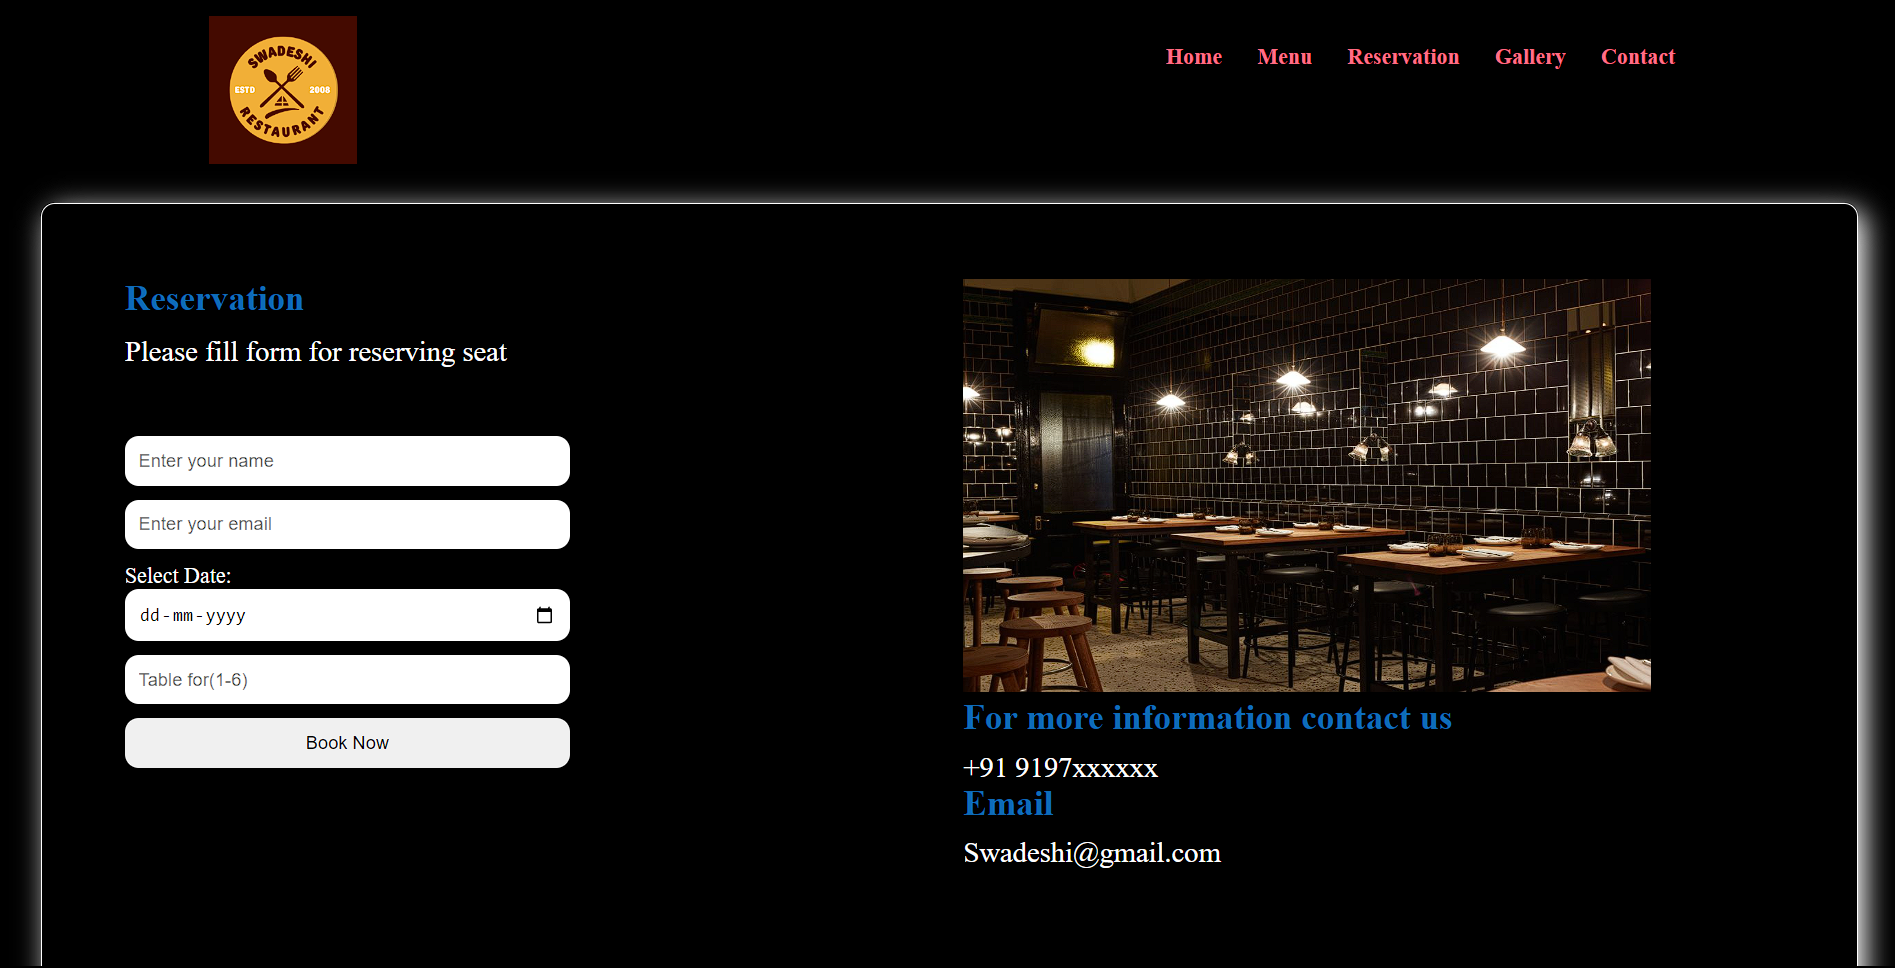 SWADESHI
ESTD 2008
RESTAURANT
Home Menu Reservation Gallery Contact
Reservation
Please fill form for reserving seat
Enter your name
Enter your email
Select Date:
dd-mm-yyyy
Table for(1-6)
Book Now
For more information contact us
+91 9197xxxxxx
Email
Swadeshi@gmail.com